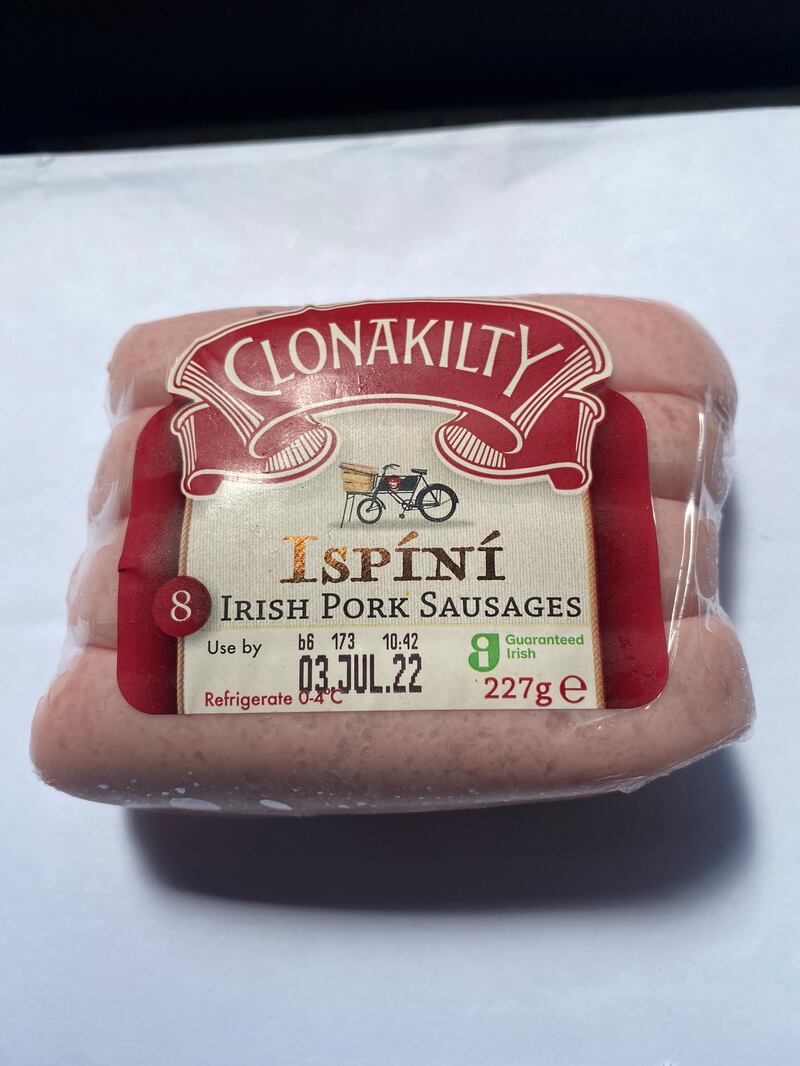 CLONAKILTY
ISPÍNÍ
8 IRISH PORK SAUSAGES
Use by b6 173 10:42
03.JUL.22
Guaranteed
Irish
Refrigerate 0-4°C
227g ℮